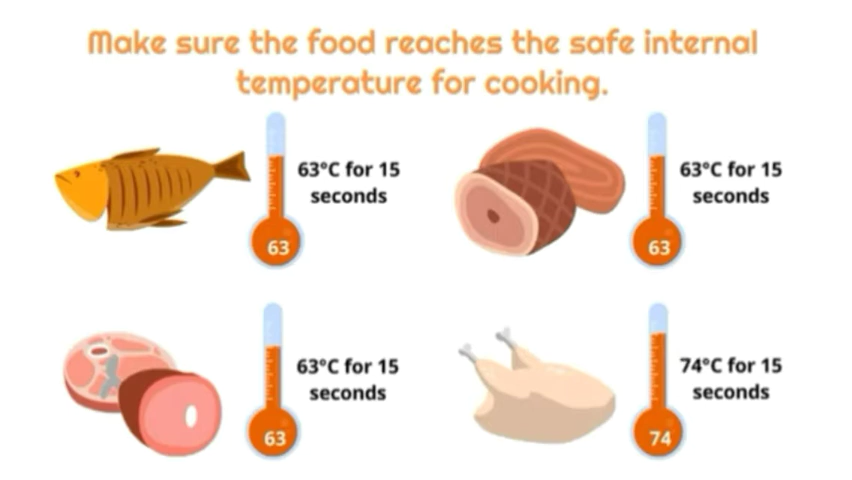 Make sure the food reaches the safe internal
temperature for cooking.
63°C for 15
seconds
63
63°C for 15
seconds
63
63°C for 15
seconds
63
74°C for 15
seconds
74